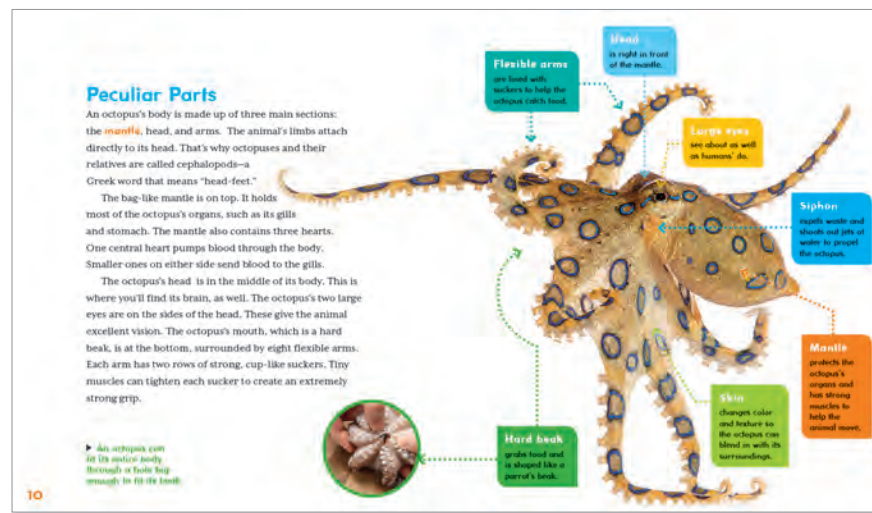 Peculiar Parts
An octopus's body is made up of three main sections:
the mantle, head, and arms. The animal's limbs attach
directly to its head. That's why octopuses and their
relatives are called cephalopods—a
Greek word that means "head-feet."
The bag-like mantle is on top. It holds
most of the octopus's organs, such as its gills
and stomach. The mantle also contains three hearts.
One central heart pumps blood through the body.
Smaller ones on either side send blood to the gills.
The octopus's head is in the middle of its body. This is
where you'll find its brain, as well. The octopus's two large
eyes are on the sides of the head. These give the animal
excellent vision. The octopus's mouth, which is a hard
beak, is at the bottom, surrounded by eight flexible arms.
Each arm has two rows of strong, cup-like suckers. Tiny
muscles can tighten each sucker to create an extremely
strong grip.
An octopus can
fit its entire body
through a hole big
enough to fit its beak.
10
Flexible arms
are lined with
suckers to help the
octopus catch food.
Head
is right in front
of the mantle.
Large eyes
see about as well
as humans' do.
Siphon
expels waste and
shoots out jets of
water to propel
the octopus.
Mantle
protects the
octopus's
organs and
has strong
muscles to
help the
animal move.
Skin
changes color
and texture so
the octopus can
blend in with its
surroundings.
Hard beak
grabs food and
is shaped like a
parrot's beak.